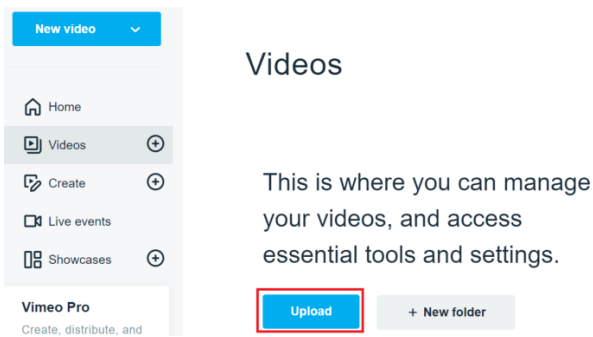 New video
Home
Videos
Create
Live events
Showcases
Vimeo Pro
Create, distribute, and
Videos
This is where you can manage
your videos, and access
essential tools and settings.
Upload
+ New folder